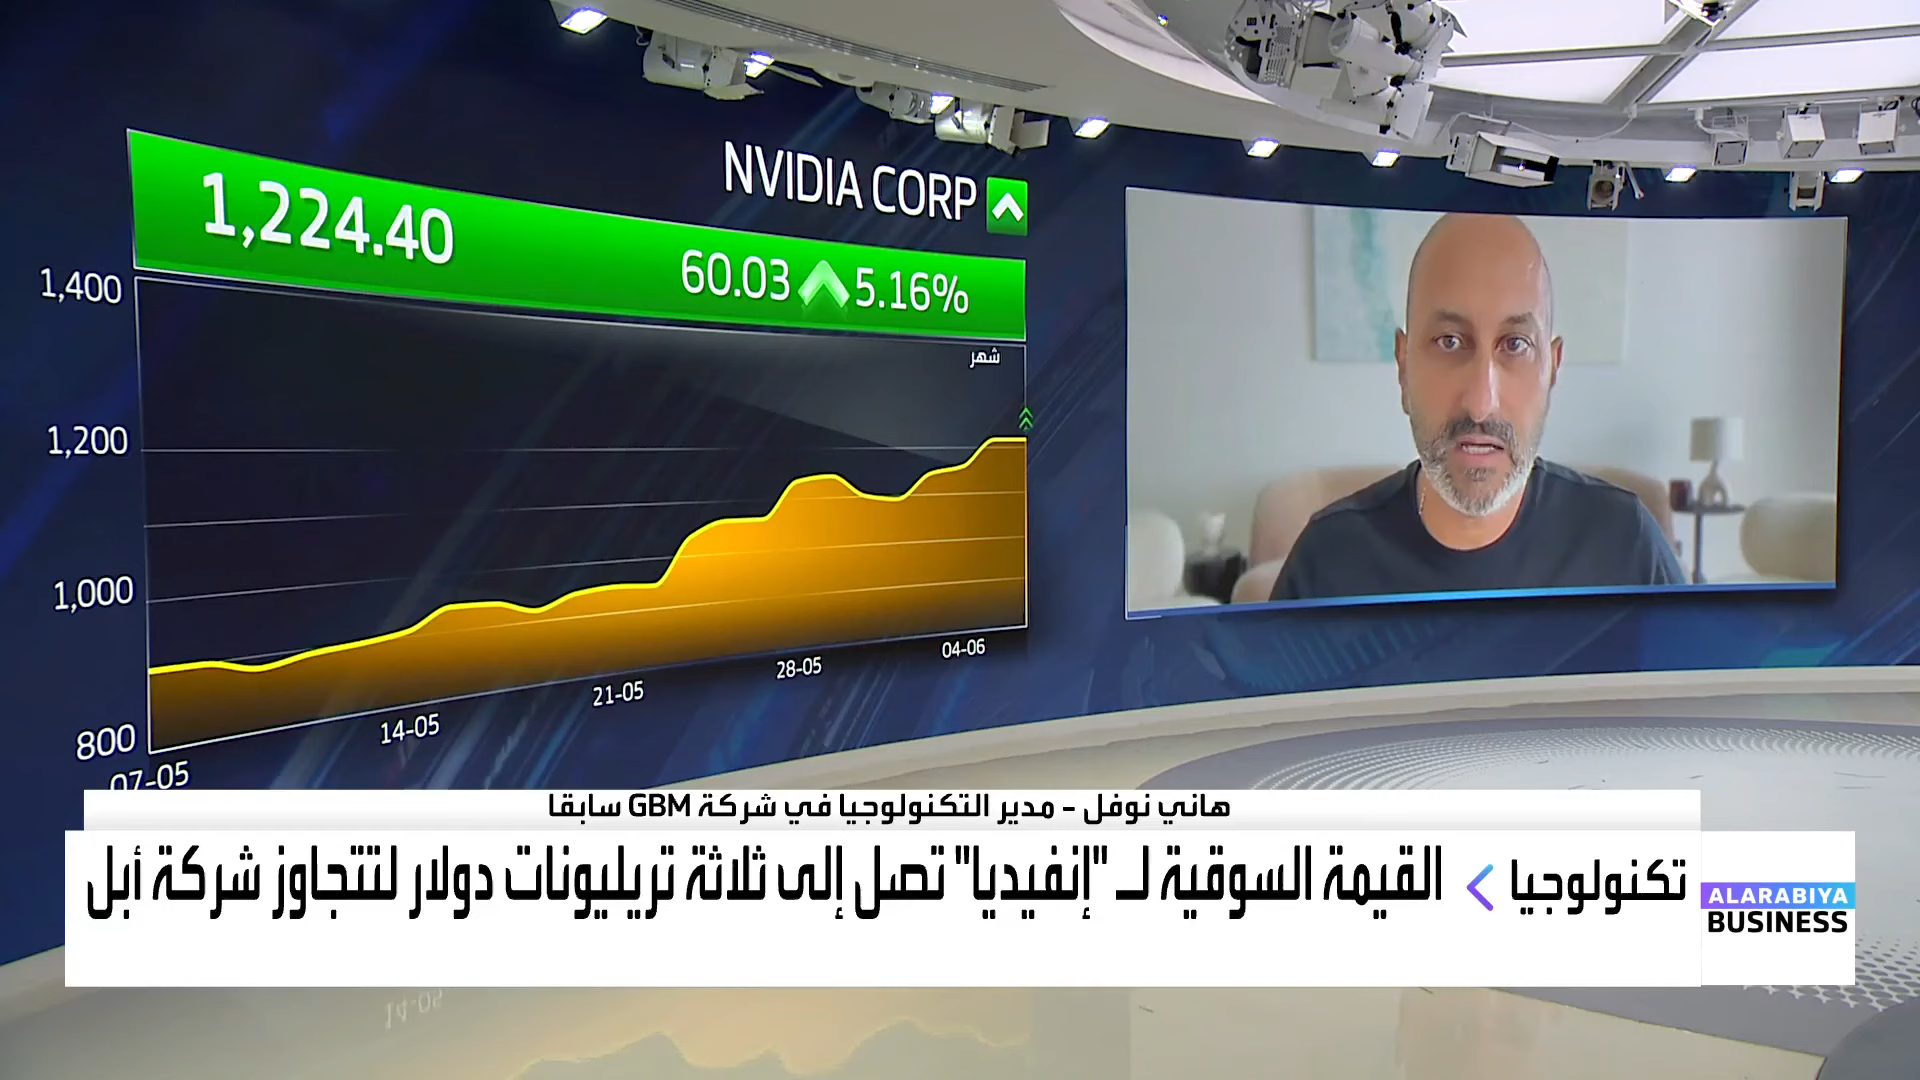 NVIDIA CORP
1,224.40
60.03 5.16%
شهر
1,400
1,200
1,000
800
07-05
14-05
21-05
28-05
04-06
هاني نوفل - مدير التكنولوجيا في شركة GBM سابقا
تكنولوجيا
القيمة السوقية لـ "إنفيديا" تصل إلى ثلاثة تريليونات دولار لتتجاوز شركة أبل
ALARABIYA
BUSINESS
14-05